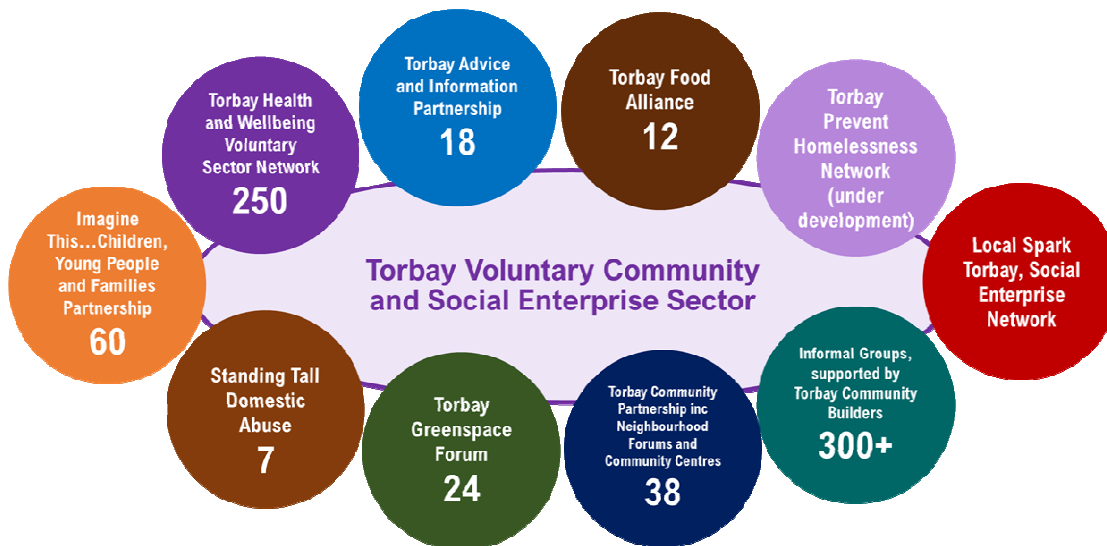 Torbay Advice
and Information
Partnership
18
Torbay Food
Alliance
12
Torbay Health
and Wellbeing
Voluntary
Sector Network
250
Torbay
Prevent
Homelessness
Network
(under
development)
Imagine
This...Children,
Young People
and Families
Partnership
60
Torbay Voluntary Community
and Social Enterprise Sector
Local Spark
Torbay, Social
Enterprise
Network
Standing Tall
Domestic
Abuse
7
Torbay
Greenspace
Forum
24
Torbay Community
Partnership inc
Neighbourhood
Forums and
Community Centres
38
Informal Groups,
supported by
Torbay Community
Builders
300+